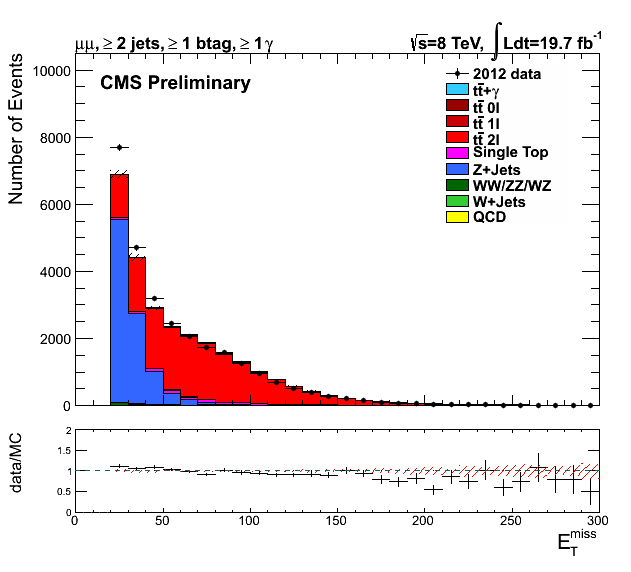 μμ, ≥ 2 jets, ≥ 1 btag, ≥ 1γ
√s=8 TeV, ∫Ldt=19.7 fb⁻¹
CMS Preliminary
Number of Events
10000
8000
6000
4000
2000
0
2012 data
tt̄+γ
tt̄ 0l
tt̄ 1l
tt̄ 2l
Single Top
Z+Jets
WW/ZZ/WZ
W+Jets
QCD
data/MC
2
1.5
1
0.5
0
0 50 100 150 200 250 300
E_T^miss